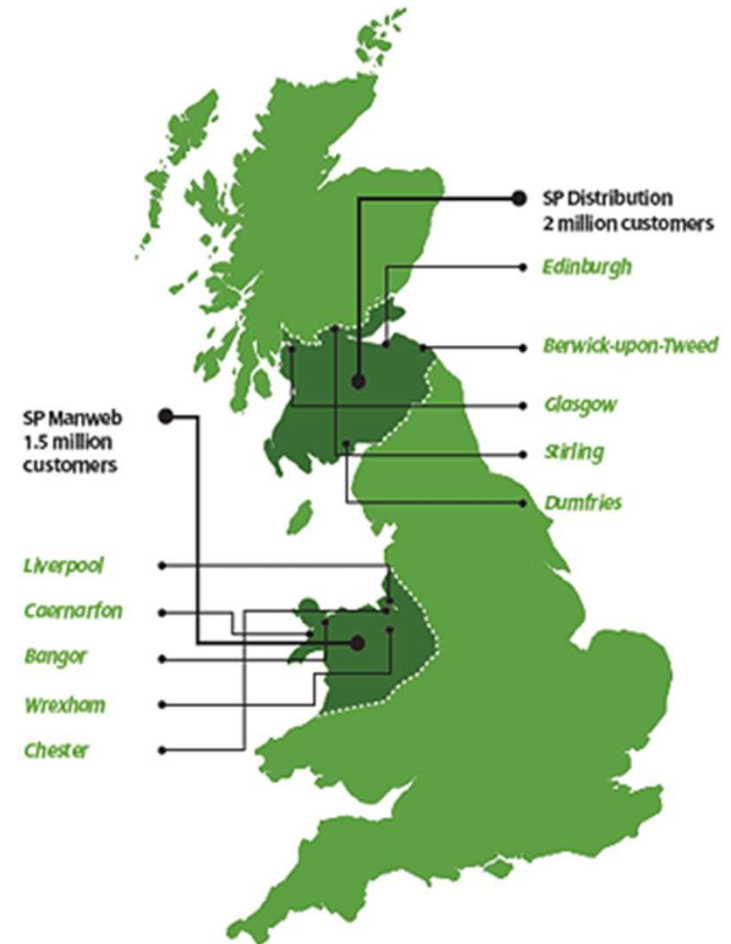 SP Distribution
2 million customers
Edinburgh
Berwick-upon-Tweed
Glasgow
Stirling
Dumfries
SP Manweb
1.5 million
customers
Liverpool
Caernarfon
Bangor
Wrexham
Chester